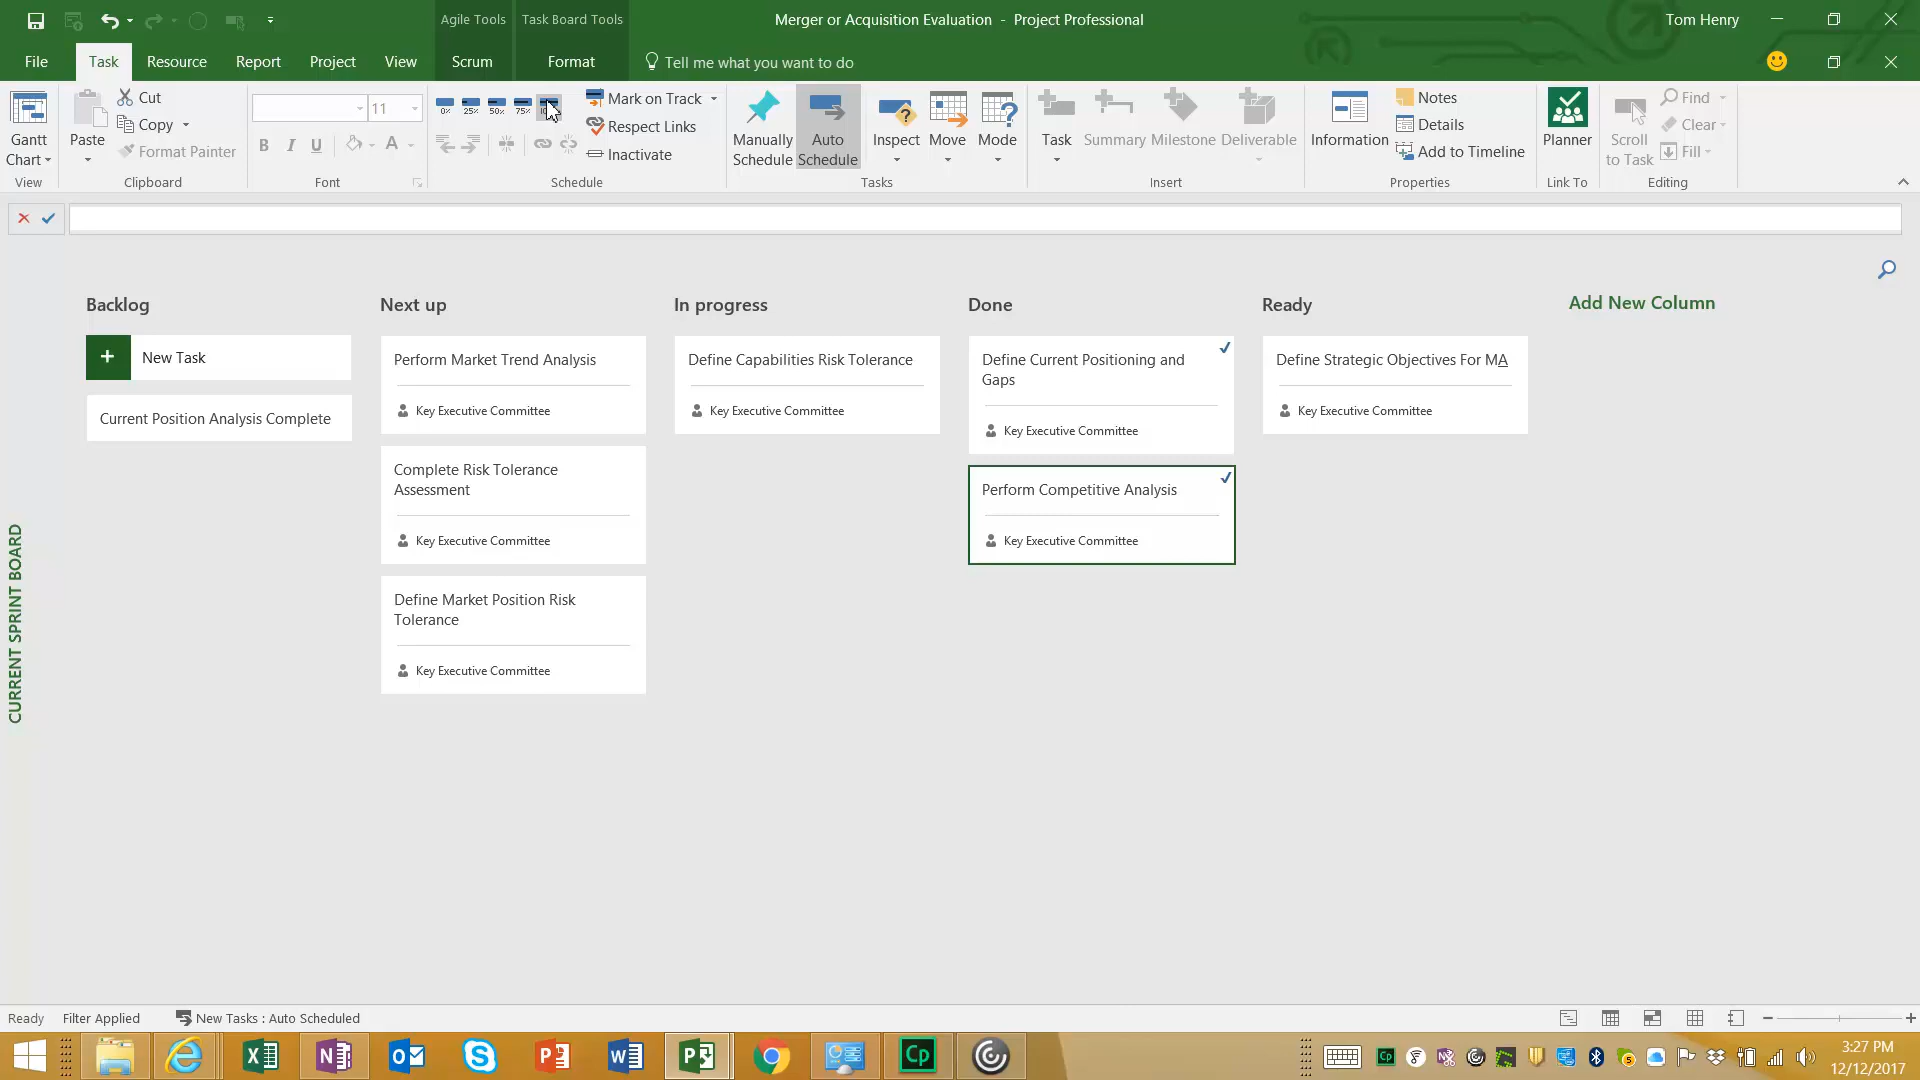 Agile Tools
Task Board Tools
Merger or Acquisition Evaluation - Project Professional
Tom Henry
File
Task
Resource
Report
Project
View
Scrum
Format
Tell me what you want to do
Gantt
Chart
View
Paste
Cut
Copy
Format Painter
Clipboard
11
B I U
A
Font
0%
25%
50%
75%
Mark on Track
Respect Links
Inactivate
Schedule
Manually
Schedule
Auto
Schedule
Inspect
Move
Mode
Tasks
Task
Summary
Milestone
Deliverable
Insert
Information
Notes
Details
Add to Timeline
Properties
Planner
Link To
Scroll
to Task
Find
Clear
Fill
Editing
CURRENT SPRINT BOARD
Backlog
New Task
Current Position Analysis Complete
Next up
Perform Market Trend Analysis
Key Executive Committee
Complete Risk Tolerance
Assessment
Key Executive Committee
Define Market Position Risk
Tolerance
Key Executive Committee
In progress
Define Capabilities Risk Tolerance
Key Executive Committee
Done
Define Current Positioning and
Gaps
Key Executive Committee
Perform Competitive Analysis
Key Executive Committee
Ready
Define Strategic Objectives For MA
Key Executive Committee
Add New Column
Ready
Filter Applied
New Tasks : Auto Scheduled
Cp
Cp
3:27 PM
12/12/2017